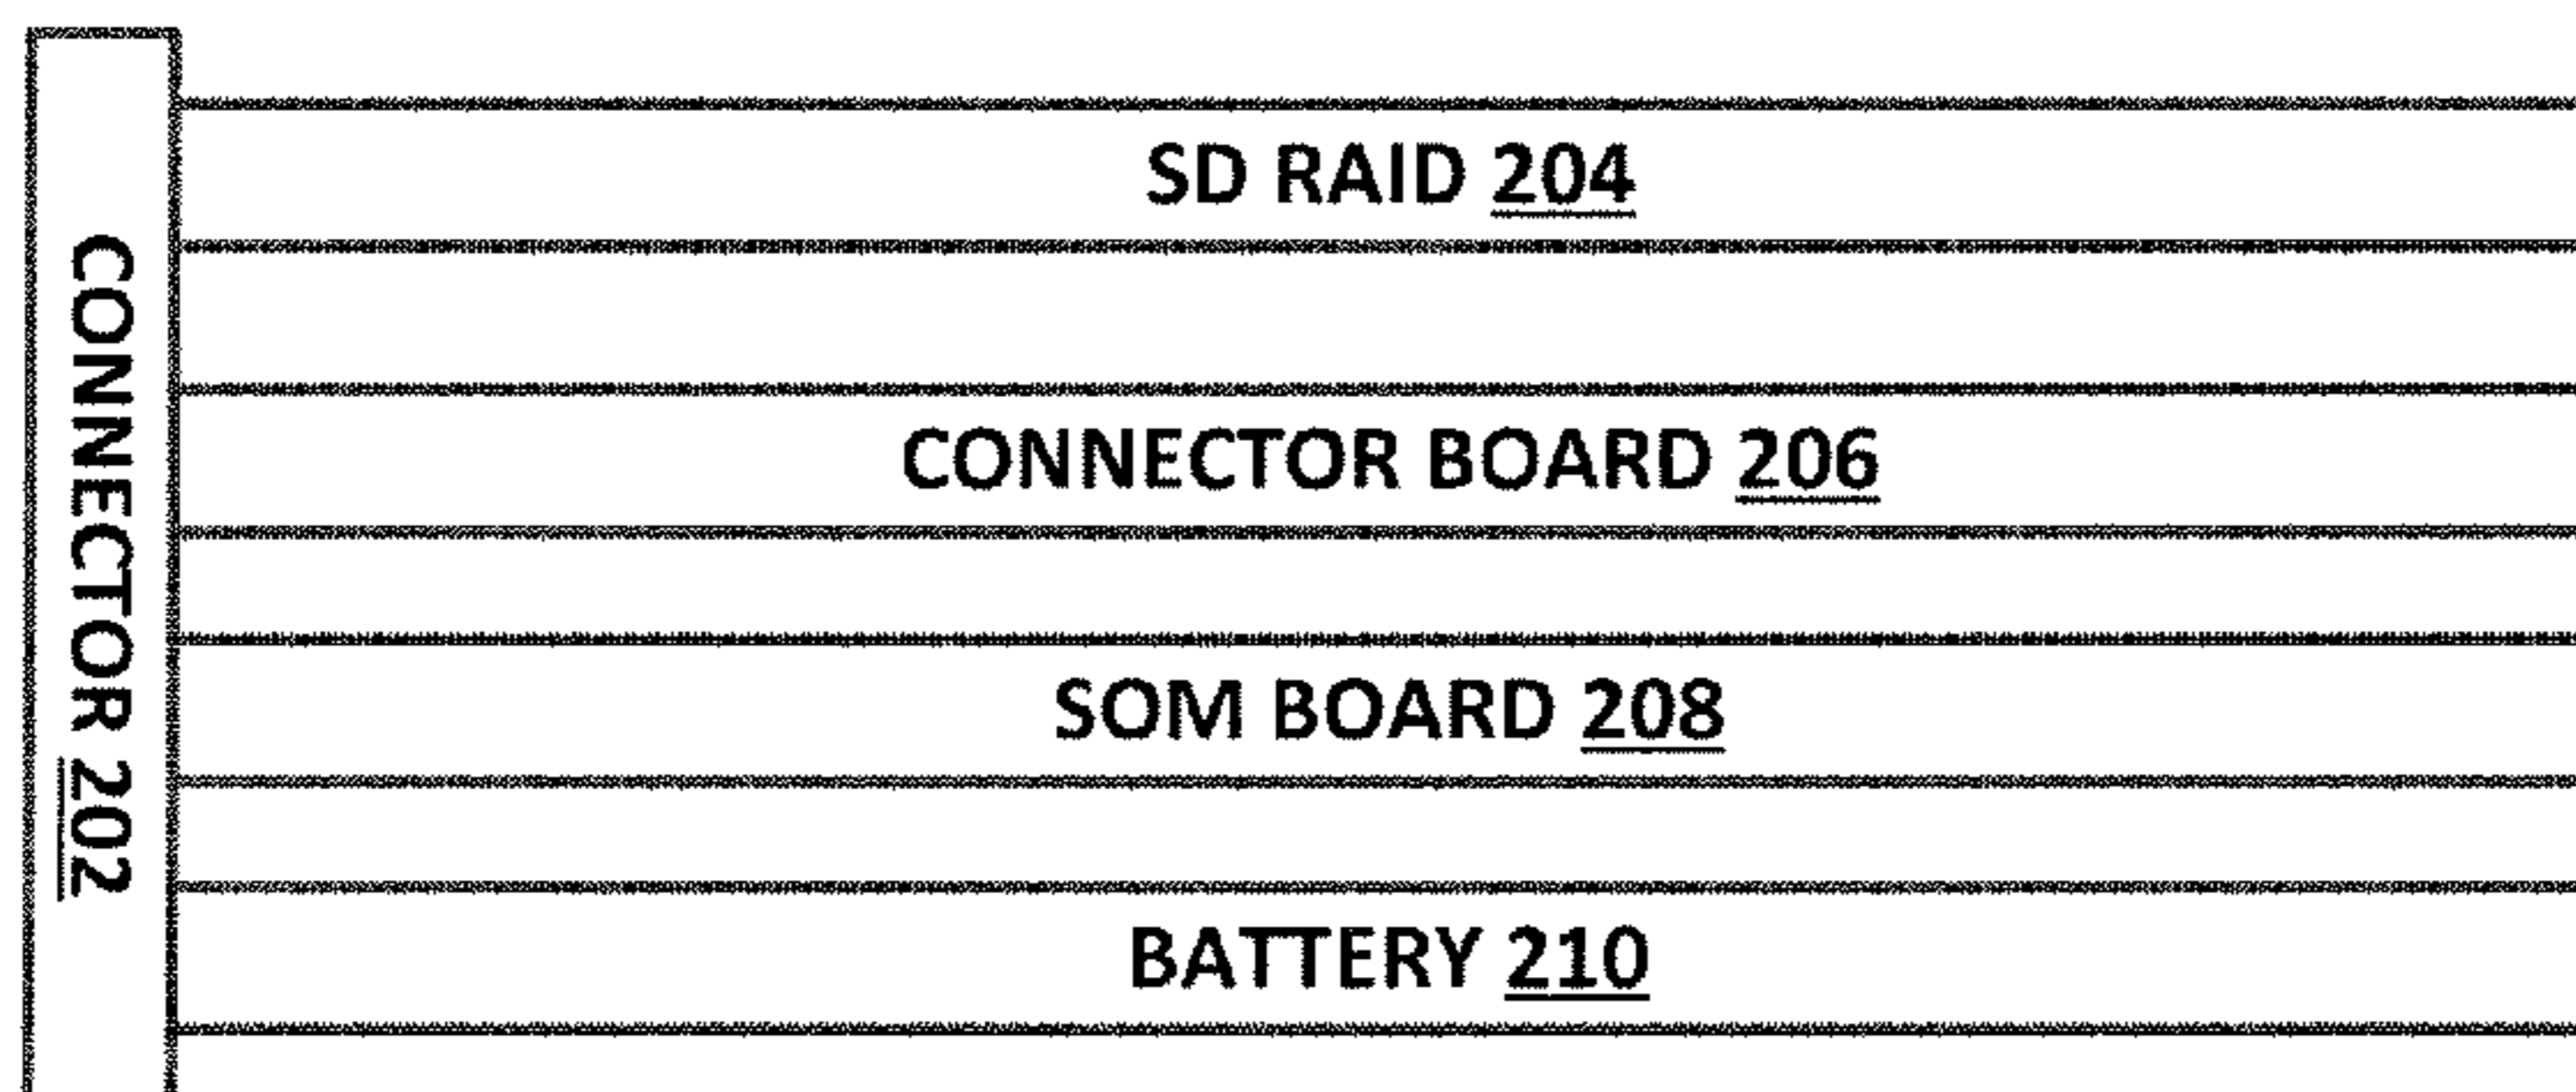 CONNECTOR 202
SD RAID 204
CONNECTOR BOARD 206
SOM BOARD 208
BATTERY 210